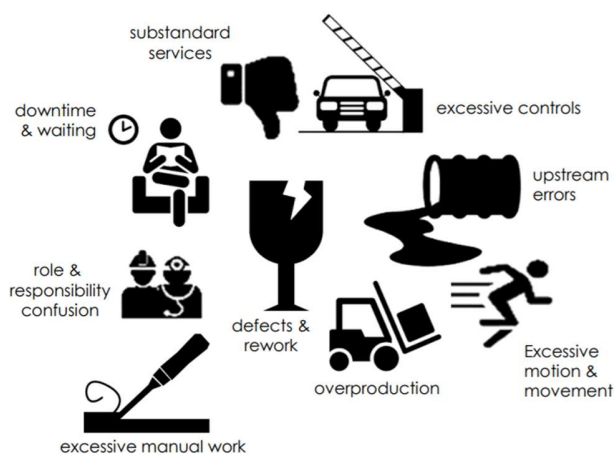 substandard
services
excessive controls
downtime
& waiting
upstream
errors
role &
responsibility
confusion
defects &
rework
overproduction
Excessive
motion &
movement
excessive manual work